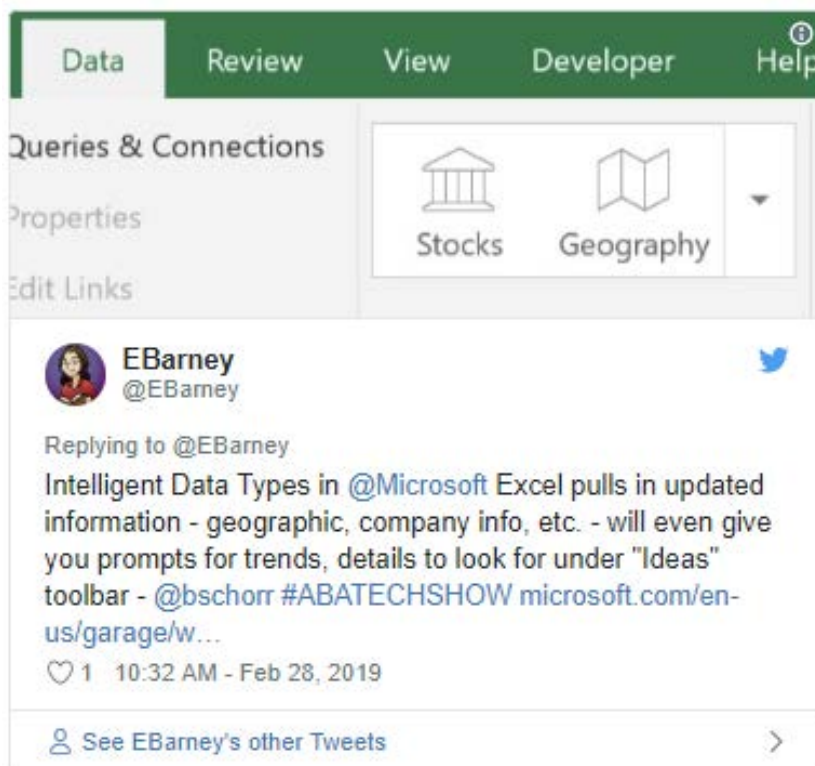 Data Review View Developer Help
Queries & Connections
Properties
Stocks Geography
Edit Links
EBarney
@EBarney
Replying to @EBarney
Intelligent Data Types in @Microsoft Excel pulls in updated
information - geographic, company info, etc. - will even give
you prompts for trends, details to look for under "Ideas"
toolbar - @bschorr #ABATECHSHOW microsoft.com/en-
us/garage/w…
1 10:32 AM - Feb 28, 2019
See EBarney's other Tweets